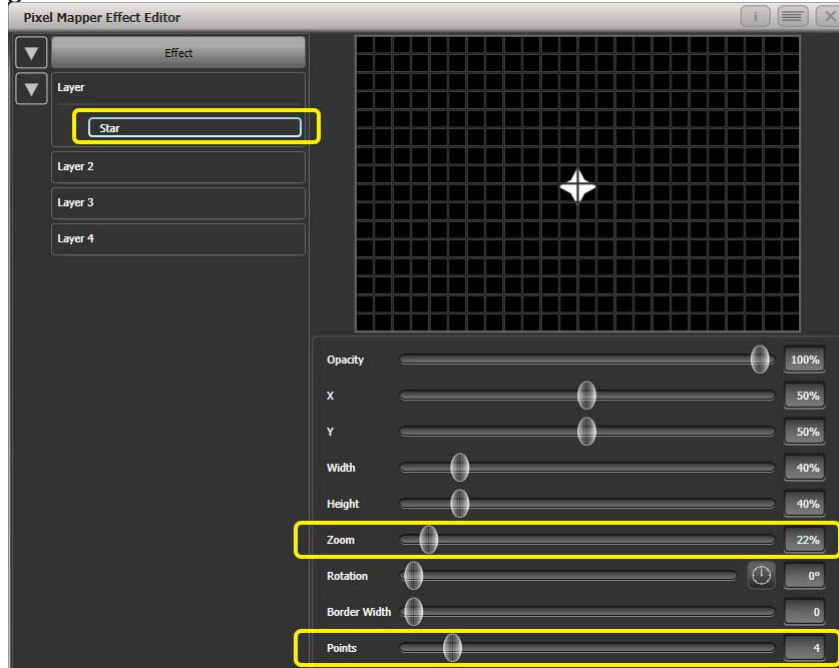 Pixel Mapper Effect Editor
Effect
Layer
Star
Layer 2
Layer 3
Layer 4
Opacity 100%
X 50%
Y 50%
Width 40%
Height 40%
Zoom 22%
Rotation 0°
Border Width 0
Points 4